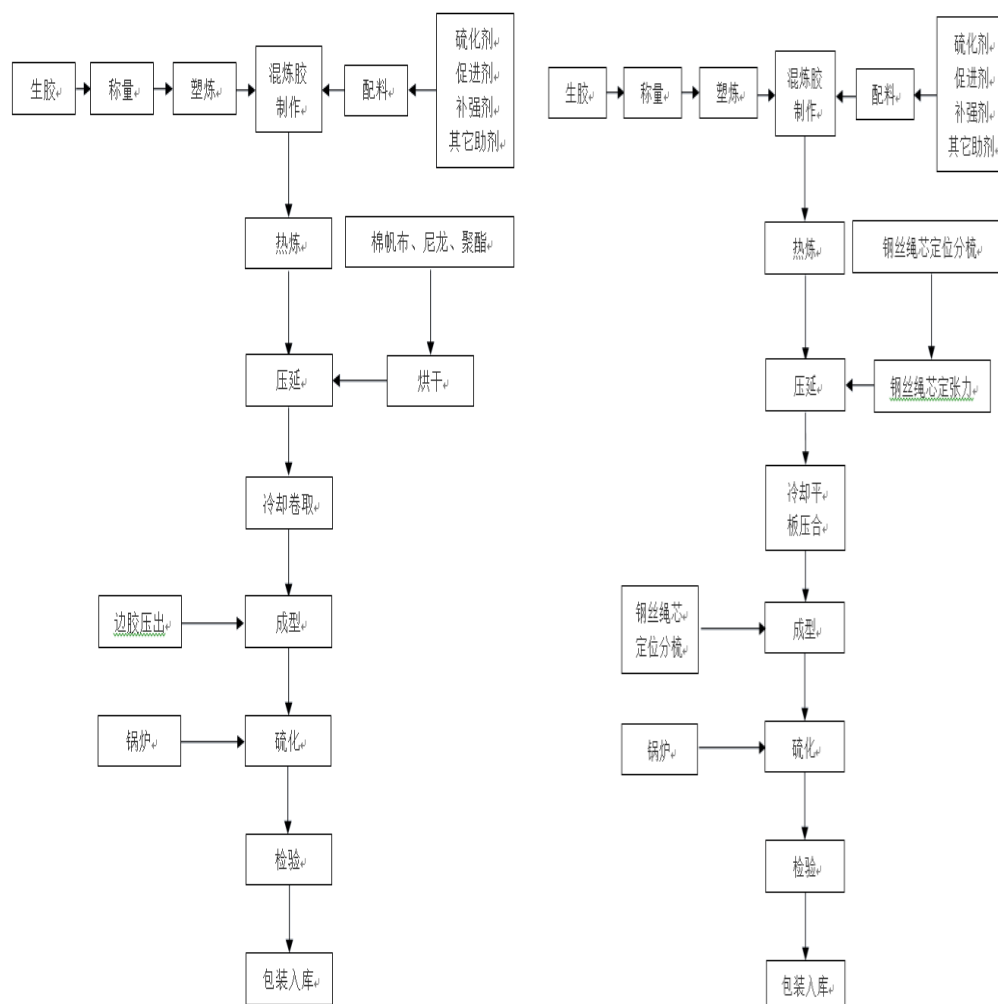 生胶
称量
塑炼
混炼胶
制作
配料
硫化剂
促进剂
补强剂
其它助剂
热炼
棉帆布、尼龙、聚酯
压延
烘干
冷却卷取
边胶压出
成型
锅炉
硫化
检验
包装入库
生胶
称量
塑炼
混炼胶
制作
配料
硫化剂
促进剂
补强剂
其它助剂
热炼
钢丝绳芯定位分梳
压延
钢丝绳芯定张力
冷却平
板压合
钢丝绳芯
定位分梳
成型
锅炉
硫化
检验
包装入库